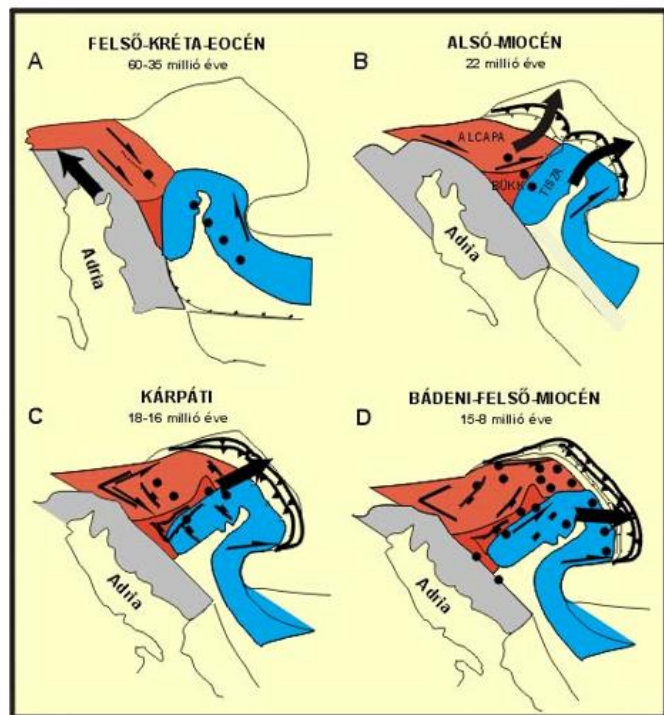 A
FELSŐ-KRÉTA-EOCÉN
60-35 millió éve
Adria
B
ALSÓ-MIOCÉN
22 millió éve
ALCAPA
BÜKK
TISZA
Adria
C
KÁRPÁTI
18-16 millió éve
Adria
D
BÁDENI-FELSŐ-MIOCÉN
15-8 millió éve
Adria